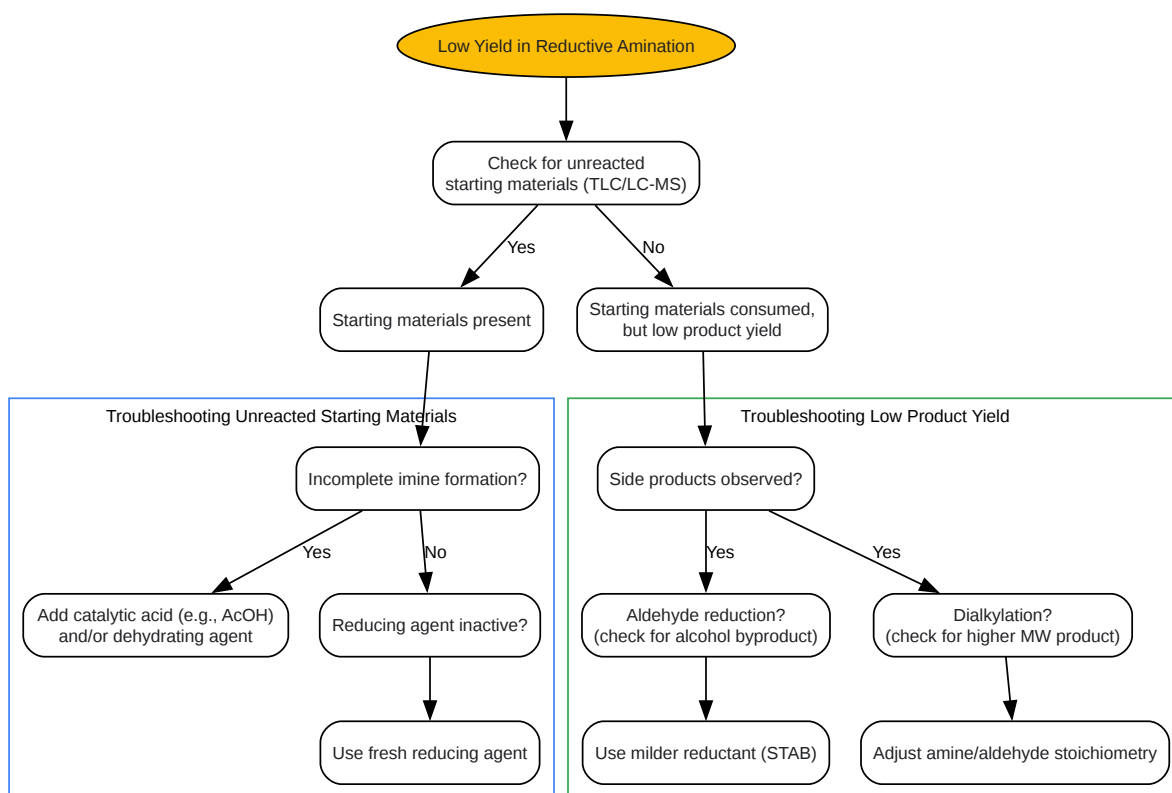 Low Yield in Reductive Amination
Check for unreacted
starting materials (TLC/LC-MS)
Yes
No
Starting materials present
Starting materials consumed,
but low product yield
Troubleshooting Unreacted Starting Materials
Incomplete imine formation?
Yes
No
Add catalytic acid (e.g., AcOH)
and/or dehydrating agent
Reducing agent inactive?
Use fresh reducing agent
Troubleshooting Low Product Yield
Side products observed?
Yes
Yes
Aldehyde reduction?
(check for alcohol byproduct)
Dialkylation?
(check for higher MW product)
Use milder reductant (STAB)
Adjust amine/aldehyde stoichiometry